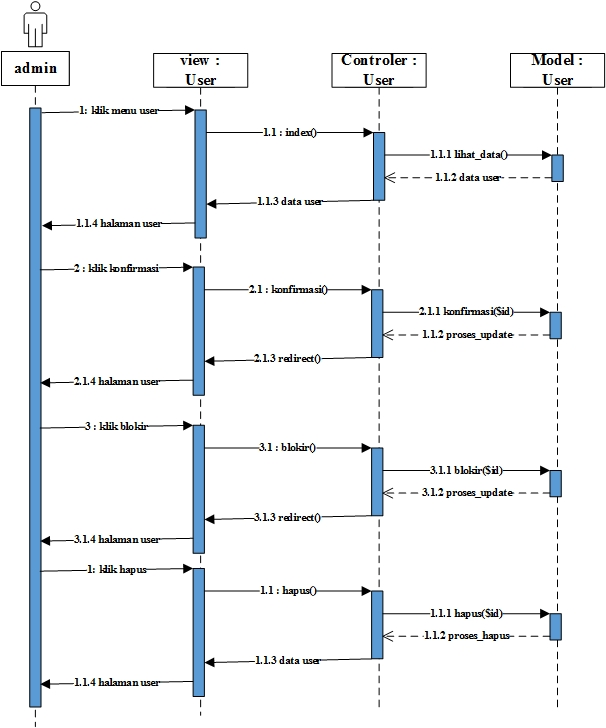 admin
view :
User
Controler :
User
Model :
User
1: klik menu user
1.1 : index()
1.1.1 lihat_data()
1.1.2 data user
1.1.3 data user
1.1.4 halaman user
2 : klik konfirmasi
2.1 : konfirmasi()
2.1.1 konfirmasi($id)
1.1.2 proses_update
2.1.3 redirect()
2.1.4 halaman user
3 : klik blokir
3.1 : blokir()
3.1.1 blokir($id)
3.1.2 proses_update
3.1.3 redirect()
3.1.4 halaman user
1: klik hapus
1.1 : hapus()
1.1.1 hapus($id)
1.1.2 proses_hapus
1.1.3 data user
1.1.4 halaman user